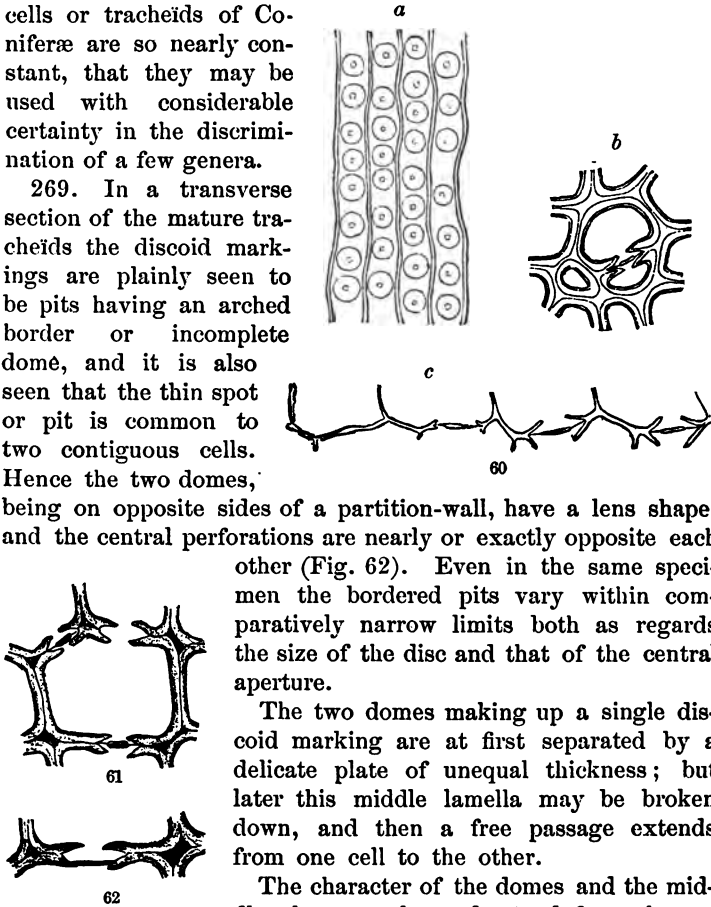 cells or tracheïds of Co-
niferæ are so nearly con-
stant, that they may be
used with considerable
certainty in the discrimi-
nation of a few genera.
269. In a transverse
section of the mature tra-
cheïds the discoid mark-
ings are plainly seen to
be pits having an arched
border or incomplete
dome, and it is also
seen that the thin spot
or pit is common to
two contiguous cells.
Hence the two domes,
a
b
c
60
being on opposite sides of a partition-wall, have a lens shape
and the central perforations are nearly or exactly opposite each
other (Fig. 62). Even in the same speci-
men the bordered pits vary within com-
paratively narrow limits both as regards
the size of the disc and that of the central
aperture.
The two domes making up a single dis-
coid marking are at first separated by a
delicate plate of unequal thickness; but
later this middle lamella may be broken
down, and then a free passage extends
from one cell to the other.
The character of the domes and the mid-
61
62